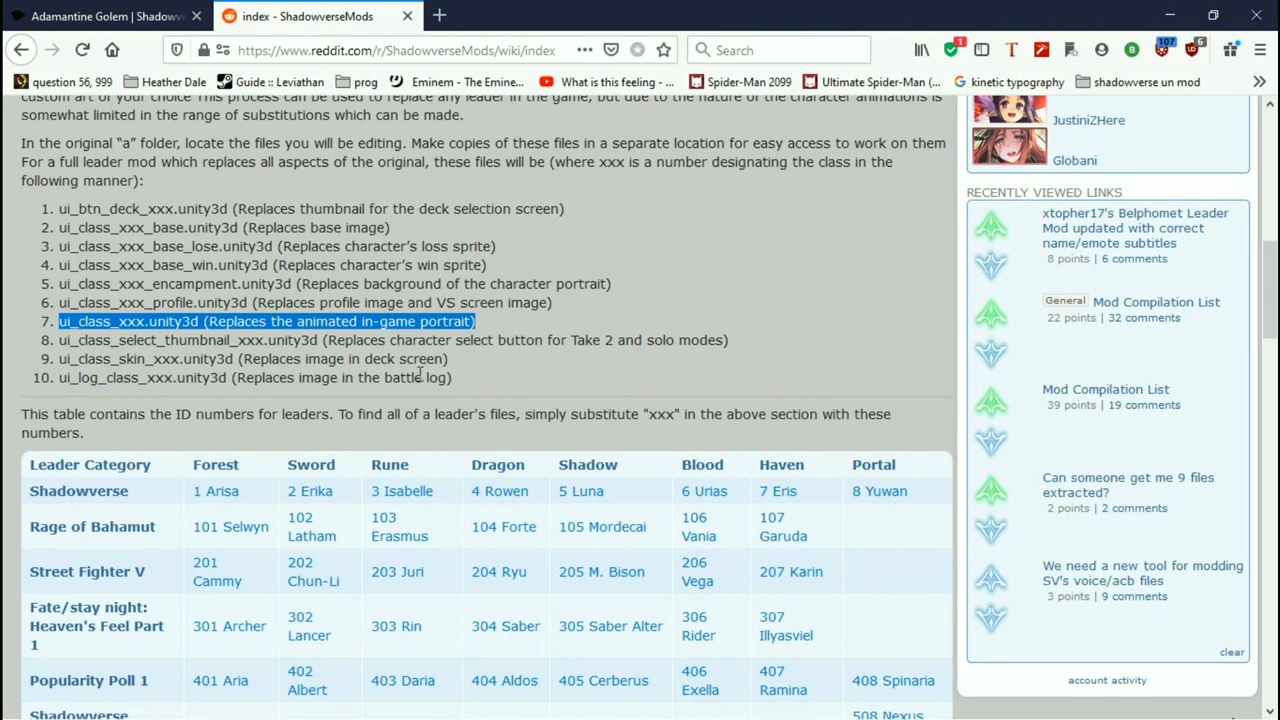 Adamantine Golem | Shadowv
index - ShadowverseMods
https://www.reddit.com/r/ShadowverseMods/wiki/index
Search
1
107
6
question 56, 999
Heather Dale
Guide :: Leviathan
prog
Eminem - The Emine...
What is this feeling - ...
Spider-Man 2099
Ultimate Spider-Man (...
kinetic typography
shadowverse un mod
custom art of your choice This process can be used to replace any leader in the game, but due to the nature of the character animations is
somewhat limited in the range of substitutions which can be made.
In the original “a” folder, locate the files you will be editing. Make copies of these files in a separate location for easy access to work on them
For a full leader mod which replaces all aspects of the original, these files will be (where xxx is a number designating the class in the
following manner):
1. ui_btn_deck_xxx.unity3d (Replaces thumbnail for the deck selection screen)
2. ui_class_xxx_base.unity3d (Replaces base image)
3. ui_class_xxx_base_lose.unity3d (Replaces character’s loss sprite)
4. ui_class_xxx_base_win.unity3d (Replaces character’s win sprite)
5. ui_class_xxx_encampment.unity3d (Replaces background of the character portrait)
6. ui_class_xxx_profile.unity3d (Replaces profile image and VS screen image)
7. ui_class_xxx.unity3d (Replaces the animated in-game portrait)
8. ui_class_select_thumbnail_xxx.unity3d (Replaces character select button for Take 2 and solo modes)
9. ui_class_skin_xxx.unity3d (Replaces image in deck screen)
10. ui_log_class_xxx.unity3d (Replaces image in the battle log)
This table contains the ID numbers for leaders. To find all of a leader's files, simply substitute "xxx" in the above section with these
numbers.
Leader Category Forest Sword Rune Dragon Shadow Blood Haven Portal
Shadowverse 1 Arisa 2 Erika 3 Isabelle 4 Rowen 5 Luna 6 Urias 7 Eris 8 Yuwan
Rage of Bahamut 101 Selwyn 102 Latham 103 Erasmus 104 Forte 105 Mordecai 106 Vania 107 Garuda
Street Fighter V 201 Cammy 202 Chun-Li 203 Juri 204 Ryu 205 M. Bison 206 Vega 207 Karin
Fate/stay night: Heaven's Feel Part 1 301 Archer 302 Lancer 303 Rin 304 Saber 305 Saber Alter 306 Rider 307 Illyasviel
Popularity Poll 1 401 Aria 402 Albert 403 Daria 404 Aldos 405 Cerberus 406 Exella 407 Ramina 408 Spinaria
Shadowverse 508 Nexus
JustiniZHere
Globani
RECENTLY VIEWED LINKS
xtopher17's Belphomet Leader
Mod updated with correct
name/emote subtitles
8 points | 6 comments
General Mod Compilation List
22 points | 32 comments
Mod Compilation List
39 points | 19 comments
Can someone get me 9 files
extracted?
2 points | 2 comments
We need a new tool for modding
SV's voice/acb files
3 points | 9 comments
clear
account activity